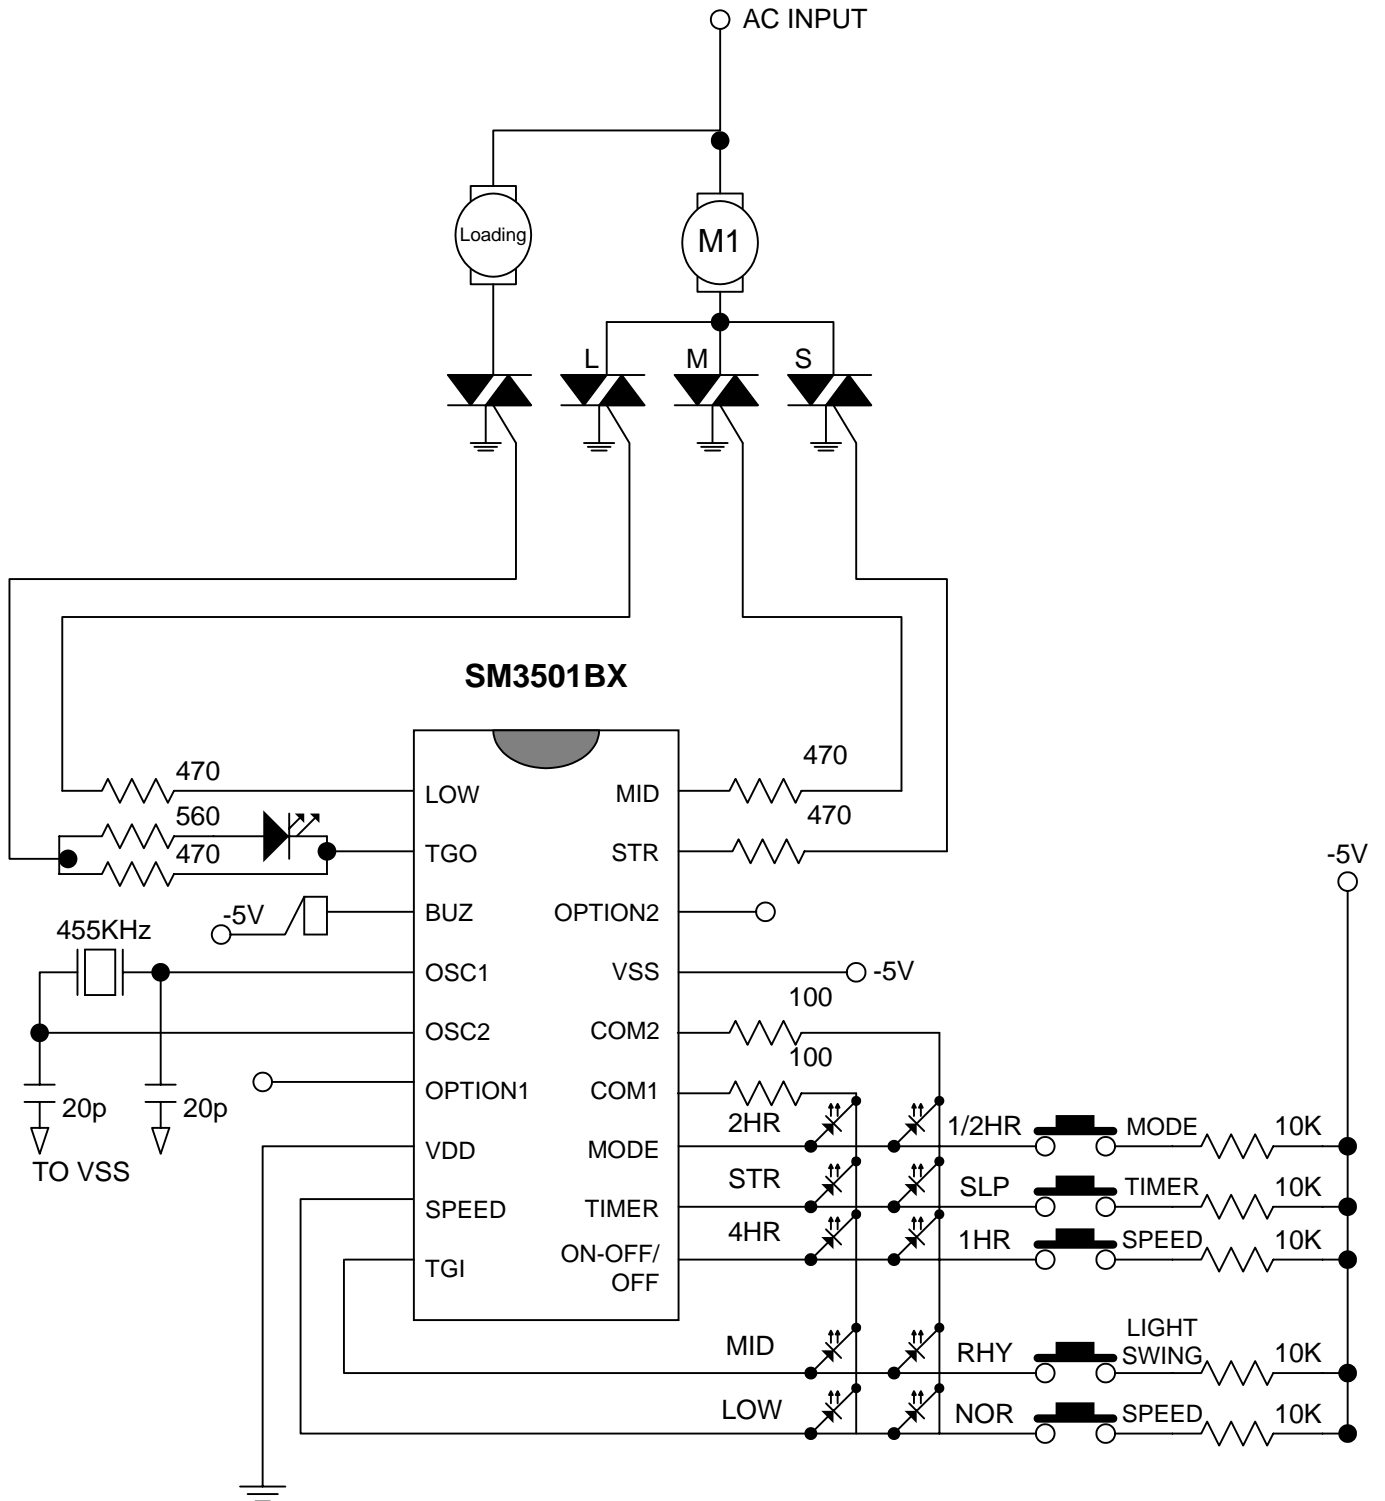 AC INPUT
Loading
M1
L
M
S
SM3501BX
470
560
470
470
470
LOW
TGO
BUZ
OSC1
OSC2
OPTION1
VDD
SPEED
TGI
MID
STR
OPTION2
VSS
COM2
COM1
MODE
TIMER
ON-OFF/
OFF
-5V
455KHz
20p
20p
TO VSS
-5V
100
100
-5V
2HR
1/2HR
MODE
10K
STR
SLP
TIMER
10K
4HR
1HR
SPEED
10K
MID
RHY
LIGHT
SWING
10K
LOW
NOR
SPEED
10K